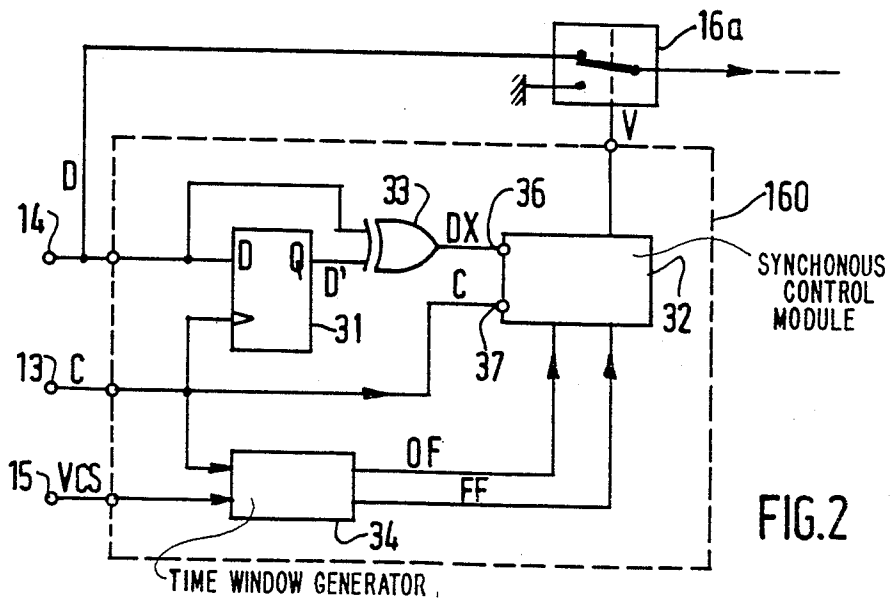 16a
V
D
160
14
33
DX
36
D
Q
D'
C
SYNCHONOUS
CONTROL
MODULE
31
37
32
13
C
OF
15
VCS
FF
34
FIG.2
TIME WINDOW GENERATOR